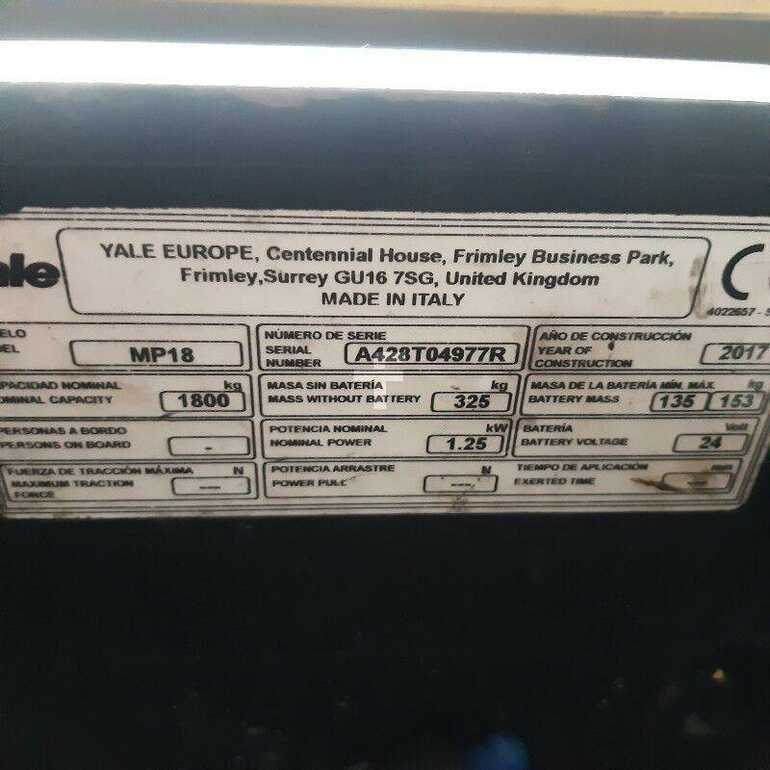 ale
YALE EUROPE, Centennial House, Frimley Business Park,
Frimley,Surrey GU16 7SG, United Kingdom
MADE IN ITALY
C
4022657 - 5
ELO
DEL
MP18
NÚMERO DE SERIE
SERIAL
NUMBER
A428T04977R
AÑO DE CONSTRUCCIÓN
YEAR OF
CONSTRUCTION
2017
APACIDAD NOMINAL kg
OMINAL CAPACITY 1800
MASA SIN BATERÍA kg
MASS WITHOUT BATTERY 325
MASA DE LA BATERÍA MÍN. MÁX. kg
BATTERY MASS 135 153
PERSONAS A BORDO
PERSONS ON BOARD -
POTENCIA NOMINAL kW
NOMINAL POWER 1.25
BATERÍA Volt
BATTERY VOLTAGE 24
FUERZA DE TRACCIÓN MÁXIMA N
MAXIMUM TRACTION
FORCE ---
POTENCIA ARRASTRE N
POWER PULL ---
TIEMPO DE APLICACIÓN min
EXERTED TIME ---